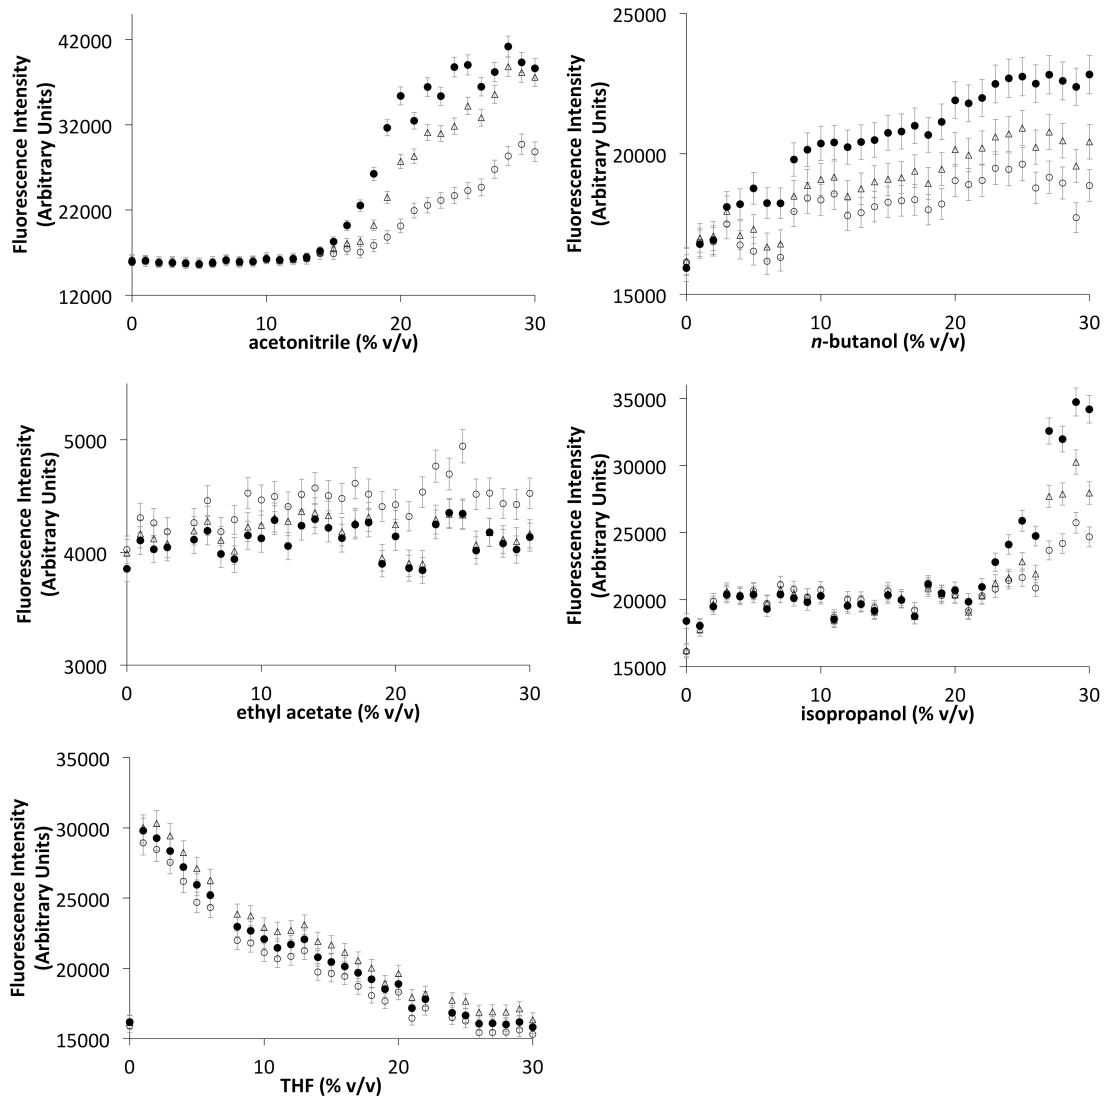 Fluorescence Intensity
(Arbitrary Units)
42000
32000
22000
12000
0 10 20 30
acetonitrile (% v/v)
Fluorescence Intensity
(Arbitrary Units)
25000
20000
15000
0 10 20 30
n-butanol (% v/v)
Fluorescence Intensity
(Arbitrary Units)
5000
4000
3000
0 10 20 30
ethyl acetate (% v/v)
Fluorescence Intensity
(Arbitrary Units)
35000
30000
25000
20000
15000
0 10 20 30
isopropanol (% v/v)
Fluorescence Intensity
(Arbitrary Units)
35000
30000
25000
20000
15000
0 10 20 30
THF (% v/v)